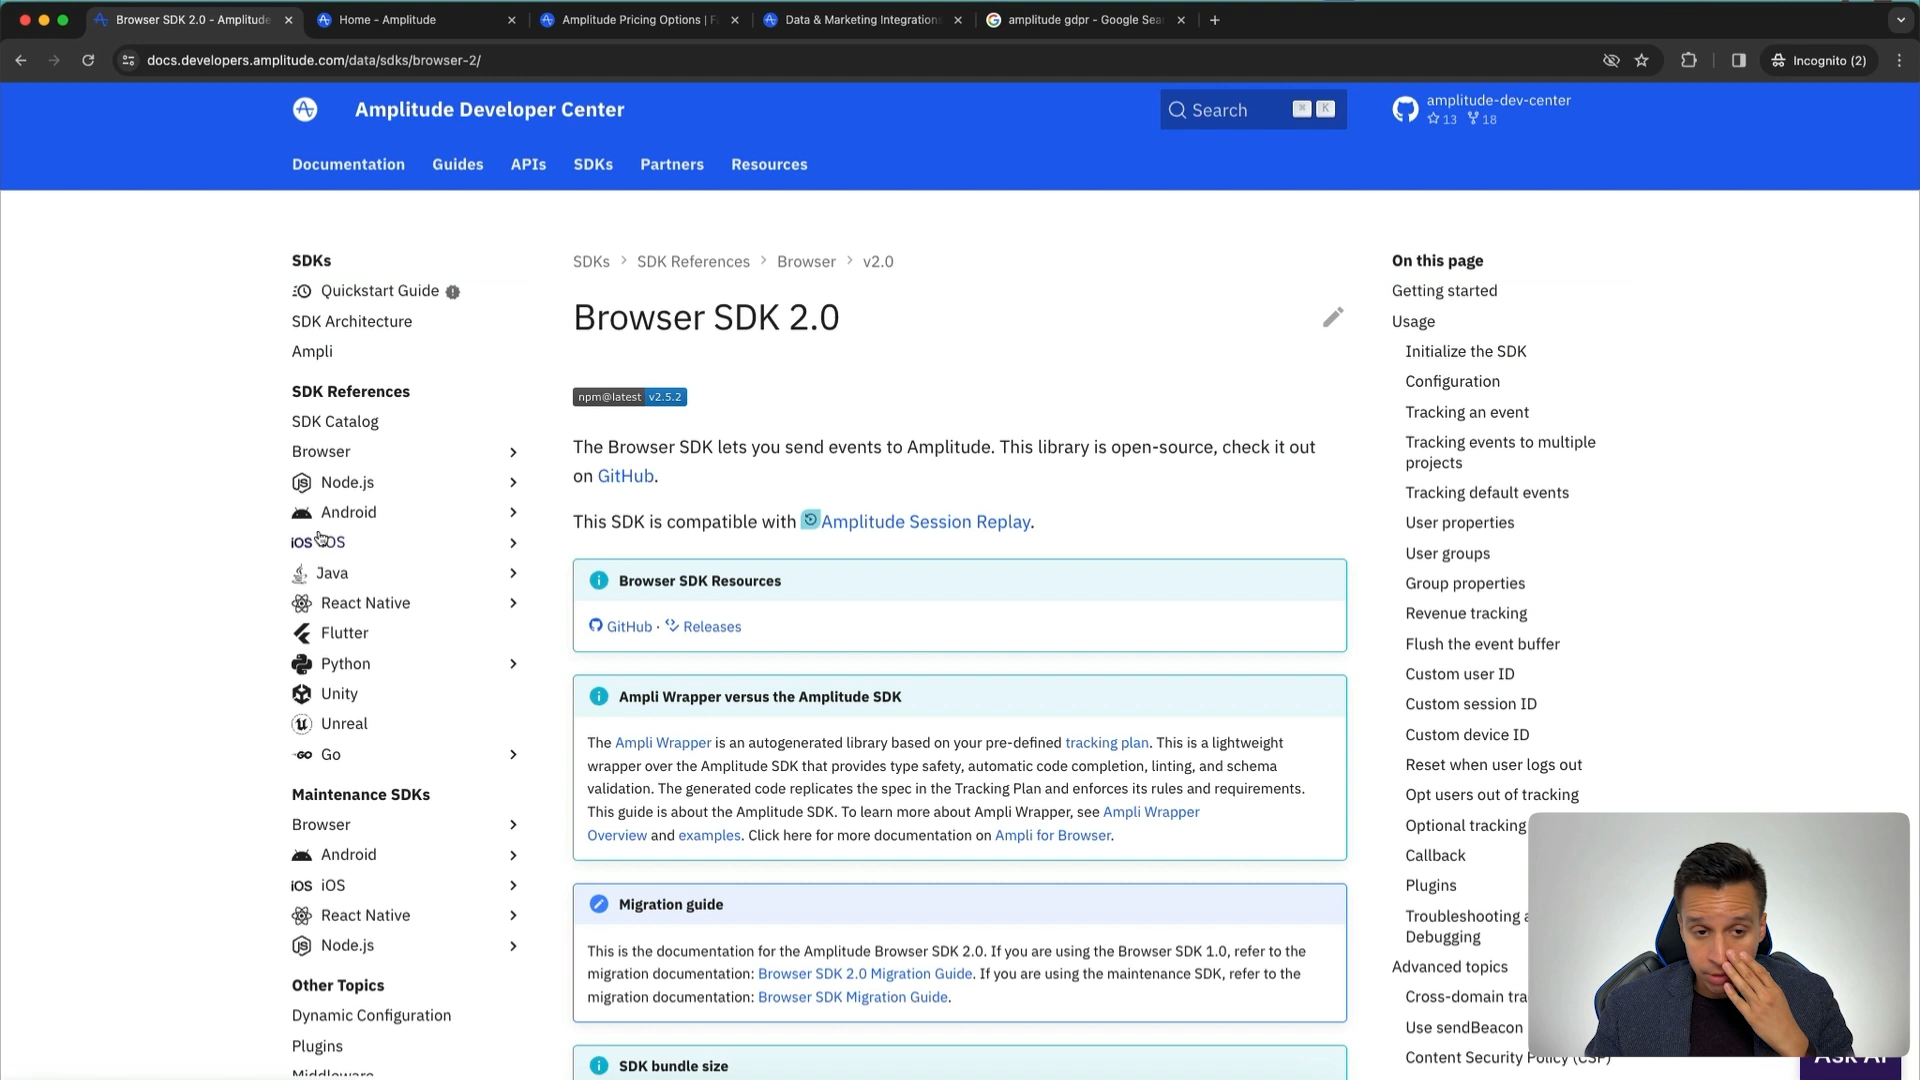 Browser SDK 2.0 - Amplitude
Home - Amplitude
Amplitude Pricing Options | F
Data & Marketing Integrations
amplitude gdpr - Google Sea
docs.developers.amplitude.com/data/sdks/browser-2/
Incognito (2)
Amplitude Developer Center
Search
⌘ K
amplitude-dev-center
13 18
Documentation Guides APIs SDKs Partners Resources
SDKs
Quickstart Guide
SDK Architecture
Ampli
SDK References
SDK Catalog
Browser
Node.js
Android
iOS iOS
Java
React Native
Flutter
Python
Unity
Unreal
Go
Maintenance SDKs
Browser
Android
iOS iOS
React Native
Node.js
Other Topics
Dynamic Configuration
Plugins
Middleware
SDKs > SDK References > Browser > v2.0
Browser SDK 2.0
npm@latest v2.5.2
The Browser SDK lets you send events to Amplitude. This library is open-source, check it out
on GitHub.
This SDK is compatible with Amplitude Session Replay.
Browser SDK Resources
GitHub · Releases
Ampli Wrapper versus the Amplitude SDK
The Ampli Wrapper is an autogenerated library based on your pre-defined tracking plan. This is a lightweight
wrapper over the Amplitude SDK that provides type safety, automatic code completion, linting, and schema
validation. The generated code replicates the spec in the Tracking Plan and enforces its rules and requirements.
This guide is about the Amplitude SDK. To learn more about Ampli Wrapper, see Ampli Wrapper
Overview and examples. Click here for more documentation on Ampli for Browser.
Migration guide
This is the documentation for the Amplitude Browser SDK 2.0. If you are using the Browser SDK 1.0, refer to the
migration documentation: Browser SDK 2.0 Migration Guide. If you are using the maintenance SDK, refer to the
migration documentation: Browser SDK Migration Guide.
SDK bundle size
On this page
Getting started
Usage
Initialize the SDK
Configuration
Tracking an event
Tracking events to multiple
projects
Tracking default events
User properties
User groups
Group properties
Revenue tracking
Flush the event buffer
Custom user ID
Custom session ID
Custom device ID
Reset when user logs out
Opt users out of tracking
Optional tracking
Callback
Plugins
Troubleshooting a
Debugging
Advanced topics
Cross-domain tra
Use sendBeacon
Content Security Policy (CSP)
Ask AI